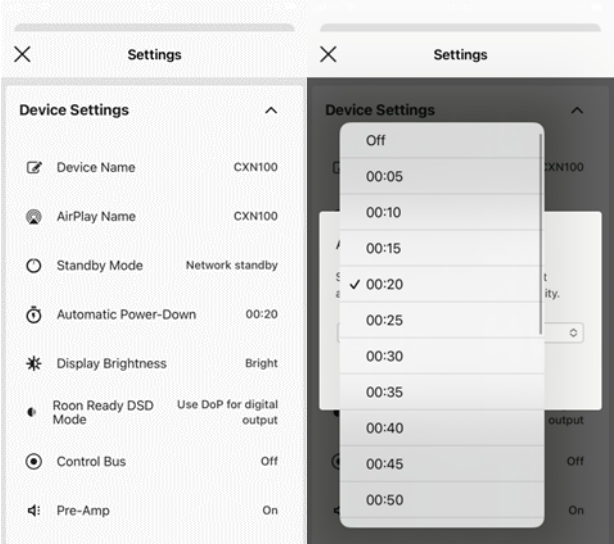 Settings
Device Settings
Device Name CXN100
AirPlay Name CXN100
Standby Mode Network standby
Automatic Power-Down 00:20
Display Brightness Bright
Roon Ready DSD Mode Use DoP for digital output
Control Bus Off
Pre-Amp On
Settings
Device Settings
Off
00:05
00:10
00:15
00:20
00:25
00:30
00:35
00:40
00:45
00:50
CXN100
ity.
output
Off
On